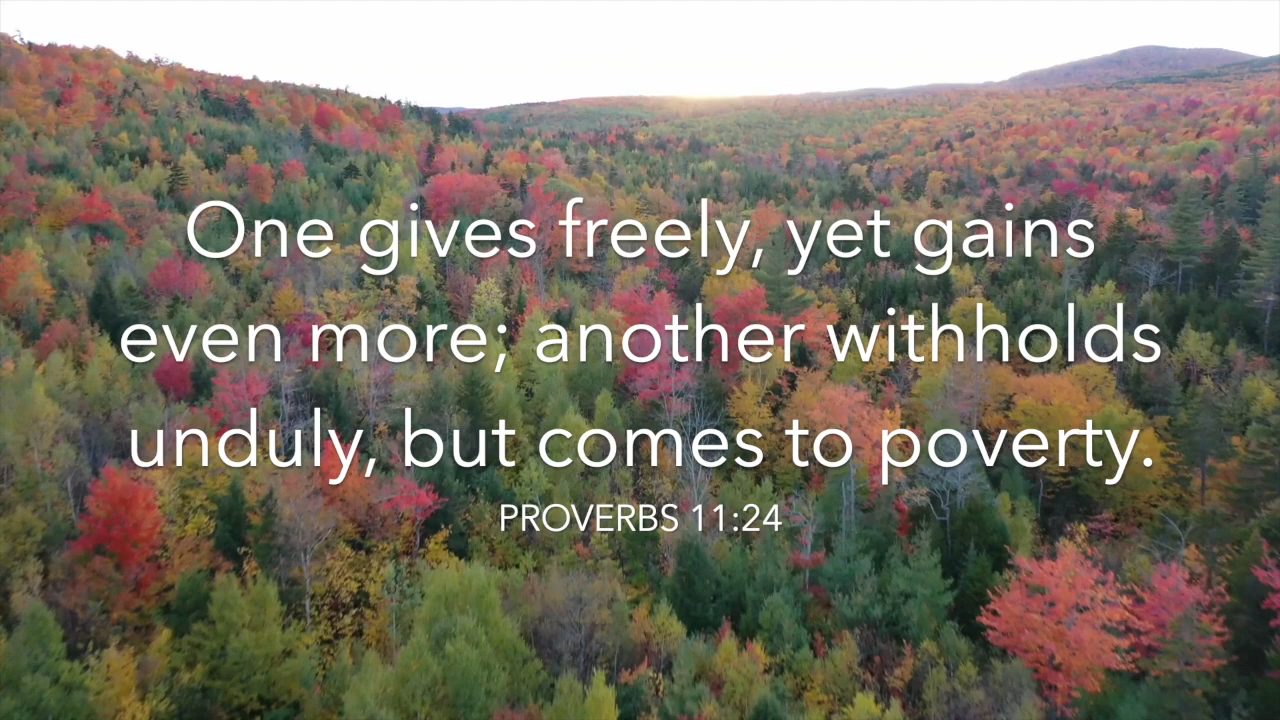 One gives freely, yet gains
even more; another withholds
unduly, but comes to poverty.
PROVERBS 11:24